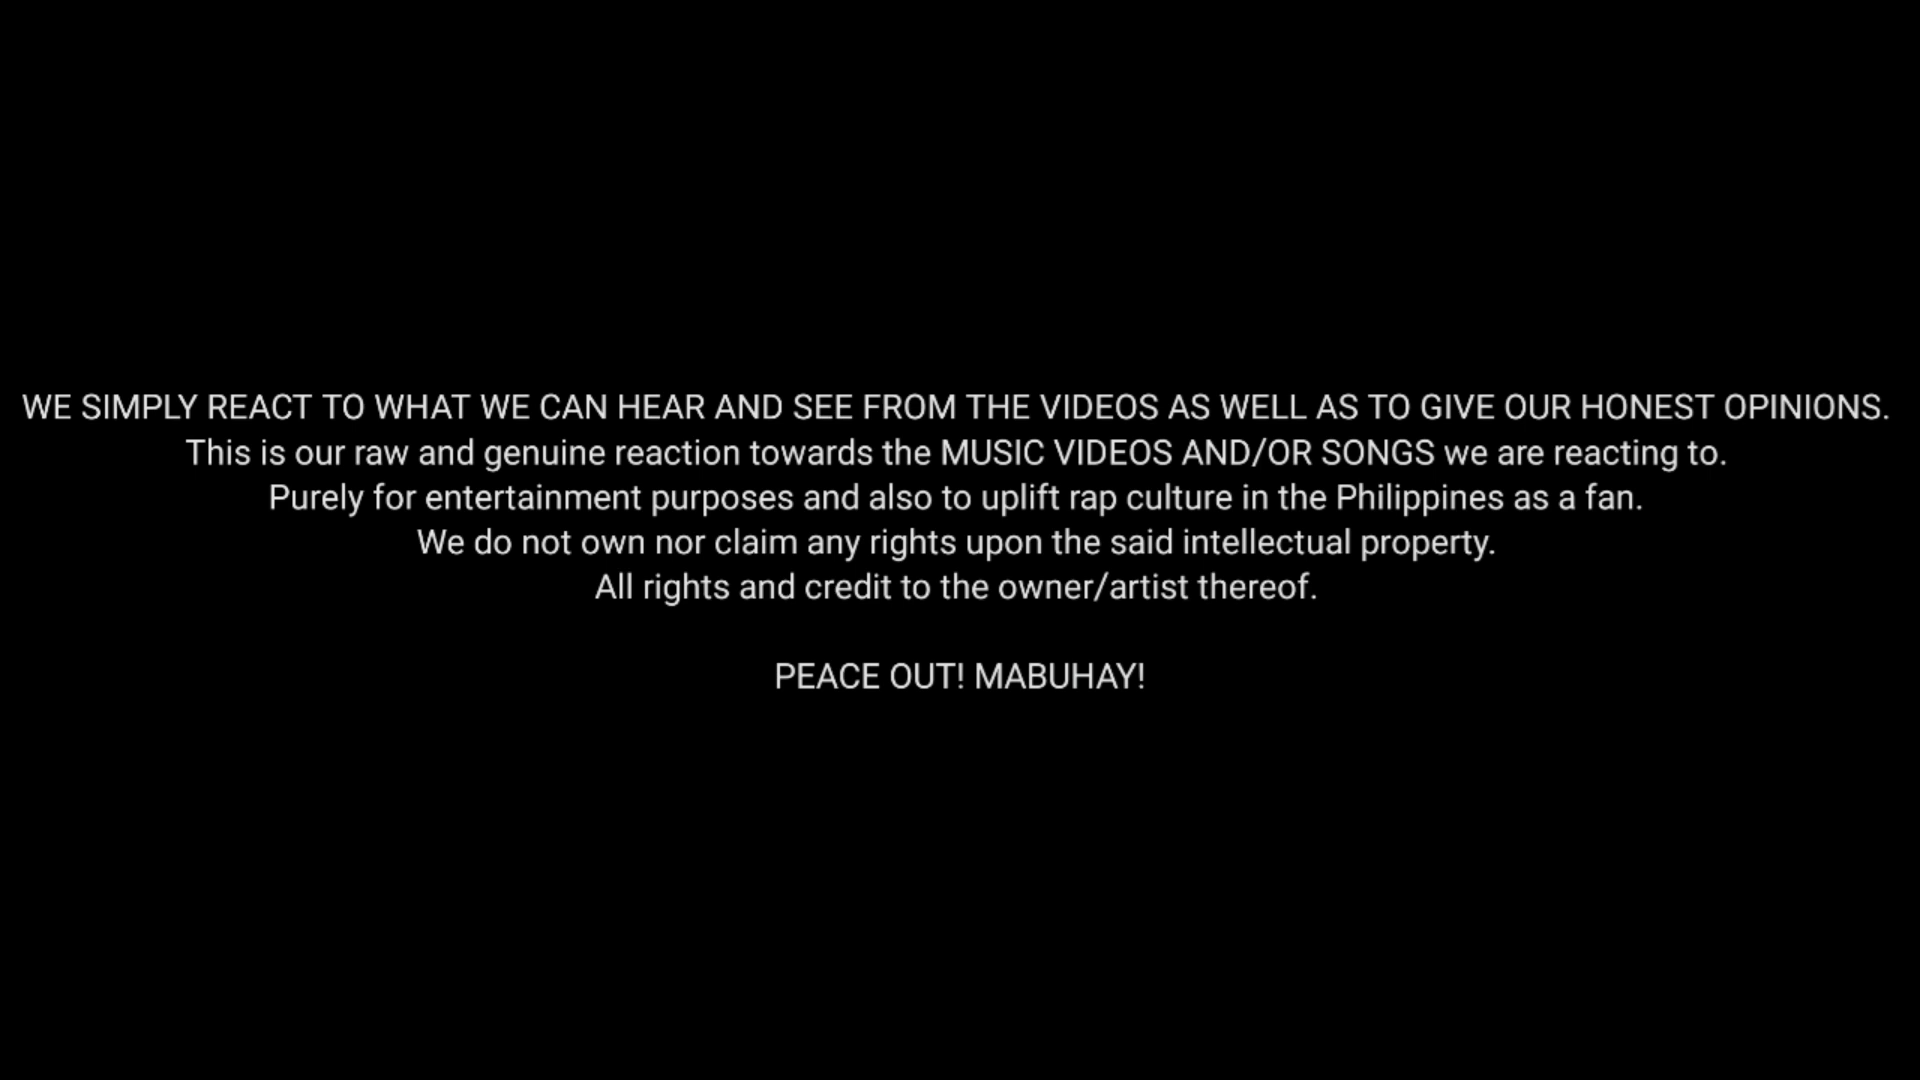 WE SIMPLY REACT TO WHAT WE CAN HEAR AND SEE FROM THE VIDEOS AS WELL AS TO GIVE OUR HONEST OPINIONS.
This is our raw and genuine reaction towards the MUSIC VIDEOS AND/OR SONGS we are reacting to.
Purely for entertainment purposes and also to uplift rap culture in the Philippines as a fan.
We do not own nor claim any rights upon the said intellectual property.
All rights and credit to the owner/artist thereof.
PEACE OUT! MABUHAY!